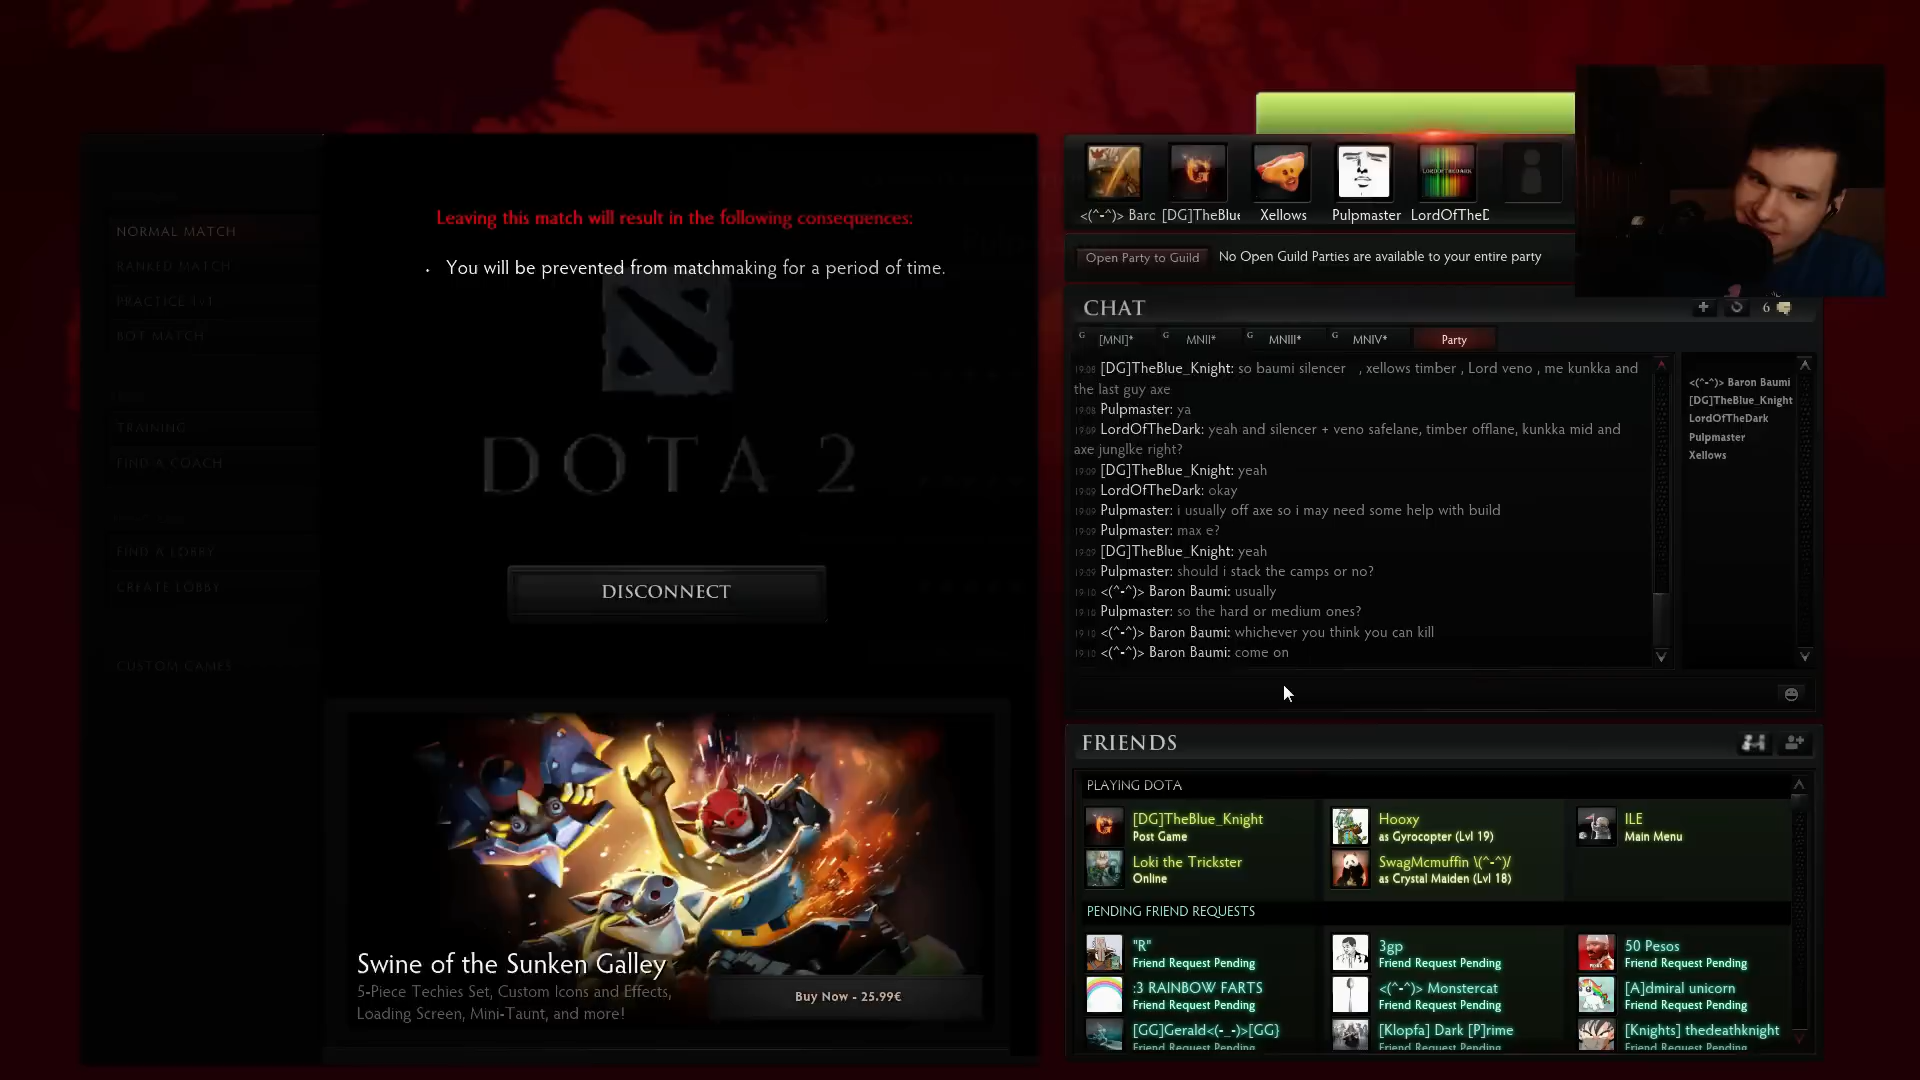 Leaving this match will result in the following consequences:
• You will be prevented from matchmaking for a period of time.
NORMAL MATCH
RANKED MATCH
PRACTICE 1-1
BOT MATCH
TRAINING
FIND A COACH
FIND A LOBBY
CREATE LOBBY
CUSTOM GAMES
DOTA 2
DISCONNECT
Swine of the Sunken Galley
5-Piece Techies Set, Custom Icons and Effects,
Loading Screen, Mini-Taunt, and more!
Buy Now - 25.99€
LORDOFTHEDARK
<(^-^)> Barc [DG]TheBlue Xellows Pulpmaster LordOfTheD
Open Party to Guild No Open Guild Parties are available to your entire party
CHAT
6
G [MNI]* G MNII* G MNIII* G MNIV* Party
19:08 [DG]TheBlue_Knight: so baumi silencer , xellows timber , Lord veno , me kunkka and
the last guy axe
19:08 Pulpmaster: ya
19:09 LordOfTheDark: yeah and silencer + veno safelane, timber offlane, kunkka mid and
axe junglke right?
19:09 [DG]TheBlue_Knight: yeah
19:09 LordOfTheDark: okay
19:09 Pulpmaster: i usually off axe so i may need some help with build
19:09 Pulpmaster: max e?
19:09 [DG]TheBlue_Knight: yeah
19:09 Pulpmaster: should i stack the camps or no?
19:10 <(^-^)> Baron Baumi: usually
19:10 Pulpmaster: so the hard or medium ones?
19:10 <(^-^)> Baron Baumi: whichever you think you can kill
19:10 <(^-^)> Baron Baumi: come on
<(^-^)> Baron Baumi
[DG]TheBlue_Knight
LordOfTheDark
Pulpmaster
Xellows
FRIENDS
PLAYING DOTA
[DG]TheBlue_Knight
Post Game
Hooxy
as Gyrocopter (Lvl 19)
ILE
Main Menu
Loki the Trickster
Online
SwagMcmuffin \(^-^)/
as Crystal Maiden (Lvl 18)
PENDING FRIEND REQUESTS
"R"
Friend Request Pending
3gp
Friend Request Pending
50 Pesos
Friend Request Pending
:3 RAINBOW FARTS
Friend Request Pending
<(^-^)> Monstercat
Friend Request Pending
[A]dmiral unicorn
Friend Request Pending
[GG]Gerald<(-_-)>[GG}
Friend Request Pending
[Klopfa] Dark [P]rime
Friend Request Pending
[Knights] thedeathknight
Friend Request Pending